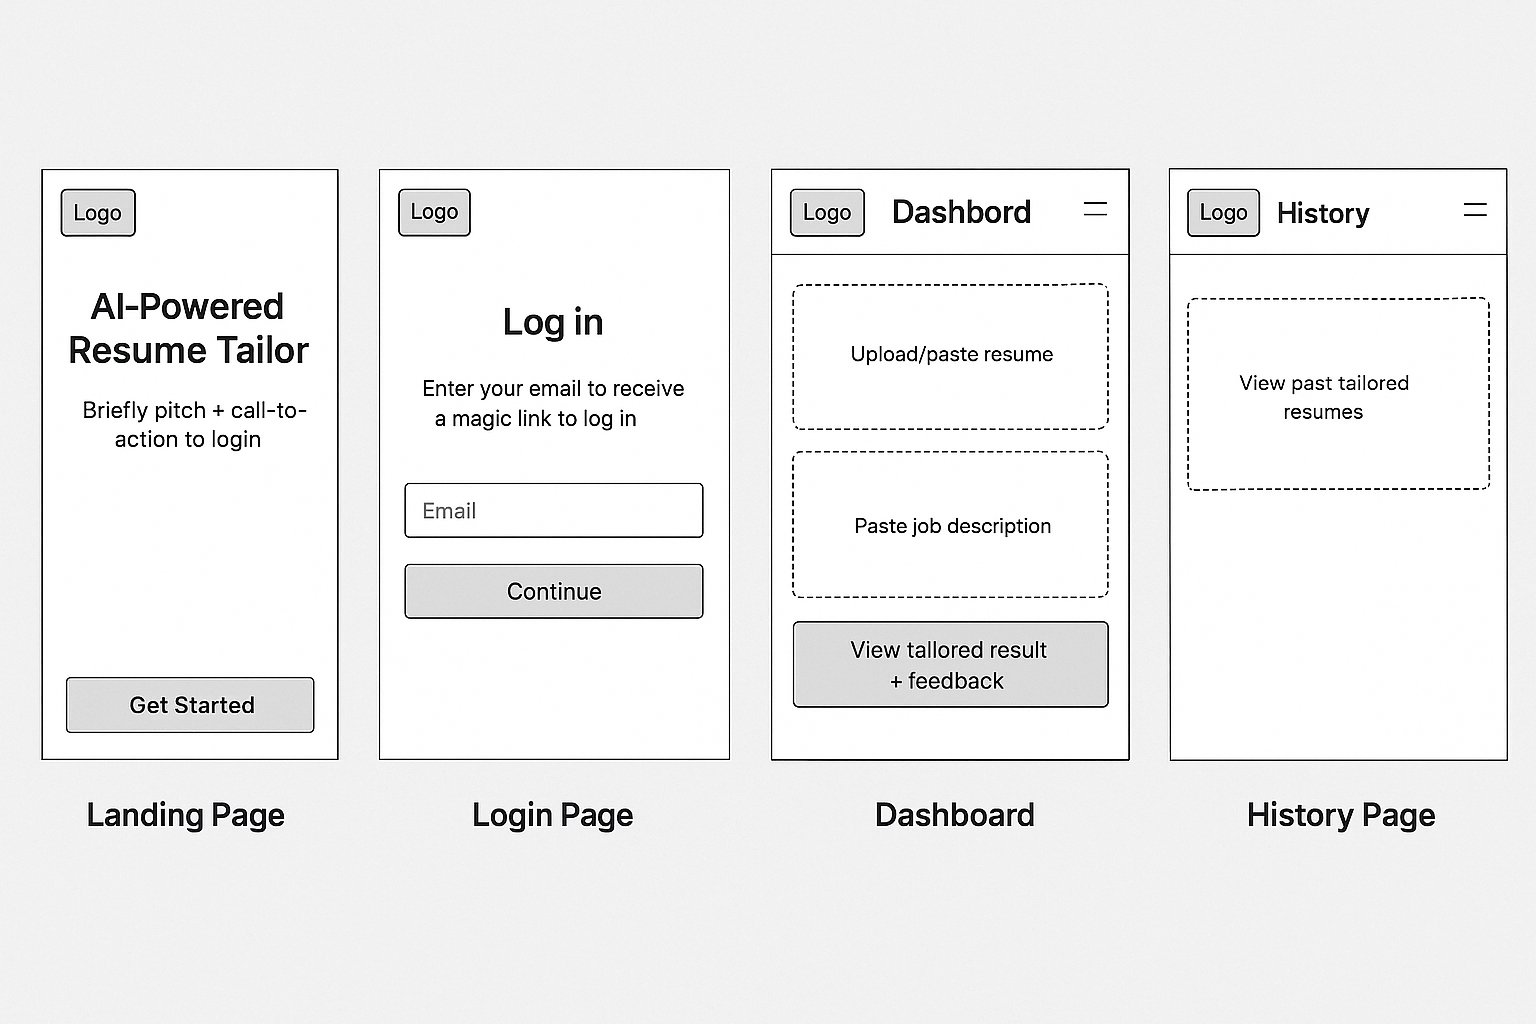 Logo
AI-Powered
Resume Tailor
Briefly pitch + call-to-
action to login
Get Started
Landing Page
Logo
Log in
Enter your email to receive
a magic link to log in
Email
Continue
Login Page
Logo
Dashbord
Upload/paste resume
Paste job description
View tallored result
+ feedback
Dashboard
Logo
History
View past tailored
resumes
History Page